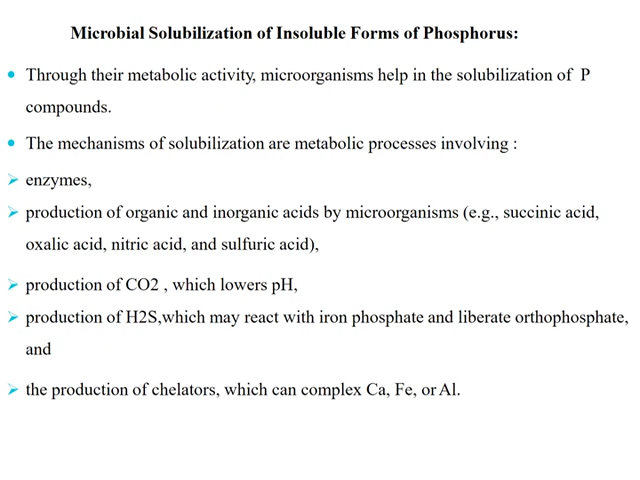 Microbial Solubilization of Insoluble Forms of Phosphorus:
Through their metabolic activity, microorganisms help in the solubilization of P
compounds.
The mechanisms of solubilization are metabolic processes involving :
enzymes,
production of organic and inorganic acids by microorganisms (e.g., succinic acid,
oxalic acid, nitric acid, and sulfuric acid),
production of CO2 , which lowers pH,
production of H2S,which may react with iron phosphate and liberate orthophosphate,
and
the production of chelators, which can complex Ca, Fe, or Al.